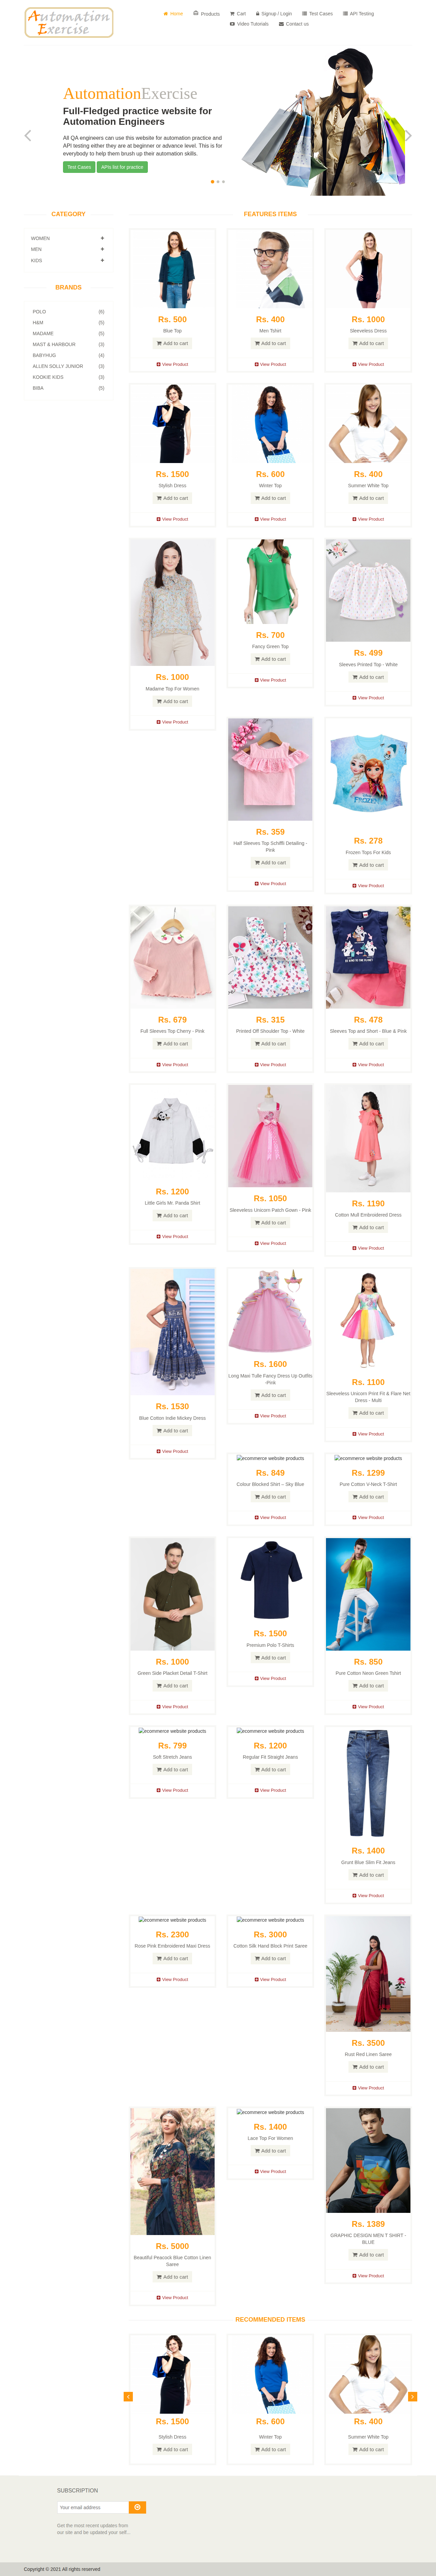 Automation
Exercise
Home
Products
Cart
Signup / Login
Test Cases
API Testing
Video Tutorials
Contact us
AutomationExercise
Full-Fledged practice website for
Automation Engineers
All QA engineers can use this website for automation practice and
API testing either they are at beginner or advance level. This is for
everybody to help them brush up their automation skills.
Test Cases
APIs list for practice
CATEGORY
WOMEN
MEN
KIDS
BRANDS
POLO (6)
H&M (5)
MADAME (5)
MAST & HARBOUR (3)
BABYHUG (4)
ALLEN SOLLY JUNIOR (3)
KOOKIE KIDS (3)
BIBA (5)
FEATURES ITEMS
Rs. 500
Blue Top
Add to cart
View Product
Rs. 400
Men Tshirt
Add to cart
View Product
Rs. 1000
Sleeveless Dress
Add to cart
View Product
Rs. 1500
Stylish Dress
Add to cart
View Product
Rs. 600
Winter Top
Add to cart
View Product
Rs. 400
Summer White Top
Add to cart
View Product
Rs. 1000
Madame Top For Women
Add to cart
View Product
Rs. 700
Fancy Green Top
Add to cart
View Product
Rs. 499
Sleeves Printed Top - White
Add to cart
View Product
Rs. 359
Half Sleeves Top Schiffli Detailing -
Pink
Add to cart
View Product
FROZEN
Rs. 278
Frozen Tops For Kids
Add to cart
View Product
Rs. 679
Full Sleeves Top Cherry - Pink
Add to cart
View Product
Rs. 315
Printed Off Shoulder Top - White
Add to cart
View Product
Rs. 478
Sleeves Top and Short - Blue & Pink
Add to cart
View Product
Rs. 1200
Little Girls Mr. Panda Shirt
Add to cart
View Product
Rs. 1050
Sleeveless Unicorn Patch Gown - Pink
Add to cart
View Product
Rs. 1190
Cotton Mull Embroidered Dress
Add to cart
View Product
Rs. 1530
Blue Cotton Indie Mickey Dress
Add to cart
View Product
Rs. 1600
Long Maxi Tulle Fancy Dress Up Outfits
-Pink
Add to cart
View Product
Rs. 1100
Sleeveless Unicorn Print Fit & Flare Net
Dress - Multi
Add to cart
View Product
ecommerce website products
Rs. 849
Colour Blocked Shirt – Sky Blue
Add to cart
View Product
ecommerce website products
Rs. 1299
Pure Cotton V-Neck T-Shirt
Add to cart
View Product
Rs. 1000
Green Side Placket Detail T-Shirt
Add to cart
View Product
Rs. 1500
Premium Polo T-Shirts
Add to cart
View Product
Rs. 850
Pure Cotton Neon Green Tshirt
Add to cart
View Product
ecommerce website products
Rs. 799
Soft Stretch Jeans
Add to cart
View Product
ecommerce website products
Rs. 1200
Regular Fit Straight Jeans
Add to cart
View Product
Rs. 1400
Grunt Blue Slim Fit Jeans
Add to cart
View Product
ecommerce website products
Rs. 2300
Rose Pink Embroidered Maxi Dress
Add to cart
View Product
ecommerce website products
Rs. 3000
Cotton Silk Hand Block Print Saree
Add to cart
View Product
Rs. 3500
Rust Red Linen Saree
Add to cart
View Product
Rs. 5000
Beautiful Peacock Blue Cotton Linen
Saree
Add to cart
View Product
ecommerce website products
Rs. 1400
Lace Top For Women
Add to cart
View Product
Rs. 1389
GRAPHIC DESIGN MEN T SHIRT -
BLUE
Add to cart
View Product
RECOMMENDED ITEMS
Rs. 1500
Stylish Dress
Add to cart
Rs. 600
Winter Top
Add to cart
Rs. 400
Summer White Top
Add to cart
SUBSCRIPTION
Your email address
Get the most recent updates from
our site and be updated your self...
Copyright © 2021 All rights reserved